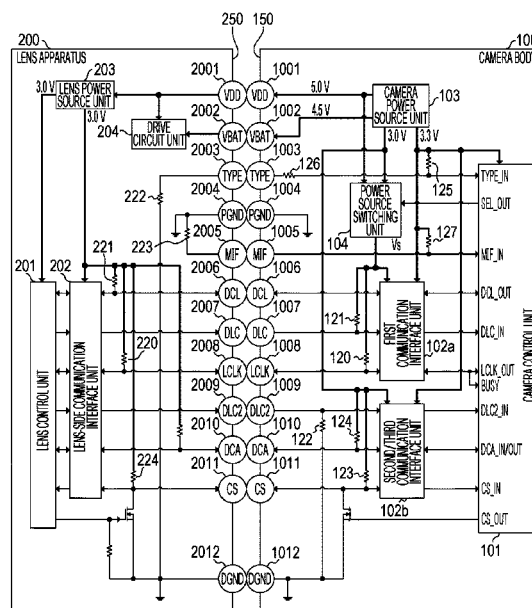 200
250
150
100
LENS APPARATUS
CAMERA BODY
203
3.0 V
LENS POWER SOURCE UNIT
3.0 V
204
DRIVE CIRCUIT UNIT
2001
VDD
1001
VDD
5.0 V
CAMERA POWER SOURCE UNIT
103
2002
VBAT
1002
VBAT
4.5 V
3.0 V
3.3 V
2003
TYPE
1003
TYPE
126
125
TYPE_IN
222
2004
PGND
1004
PGND
POWER SOURCE SWITCHING UNIT
104
SEL_OUT
223
2005
MIF
1005
MIF
Vs
127
MIF_IN
201
202
221
2006
DCL
1006
DCL
DCL_OUT
2007
DLC
1007
DLC
121
FIRST COMMUNICATION INTERFACE UNIT
102a
DLC_IN
220
2008
LCLK
1008
LCLK
120
LCLK_OUT
BUSY
LENS CONTROL UNIT
LENS-SIDE COMMUNICATION INTERFACE UNIT
CAMERA CONTROL UNIT
2009
DLC2
1009
DLC2
122
DLC2_IN
2010
DCA
1010
DCA
124
SECOND/THIRD COMMUNICATION INTERFACE UNIT
102b
DCA_IN/OUT
224
2011
CS
1011
CS
123
CS_IN
CS_OUT
101
2012
DGND
1012
DGND